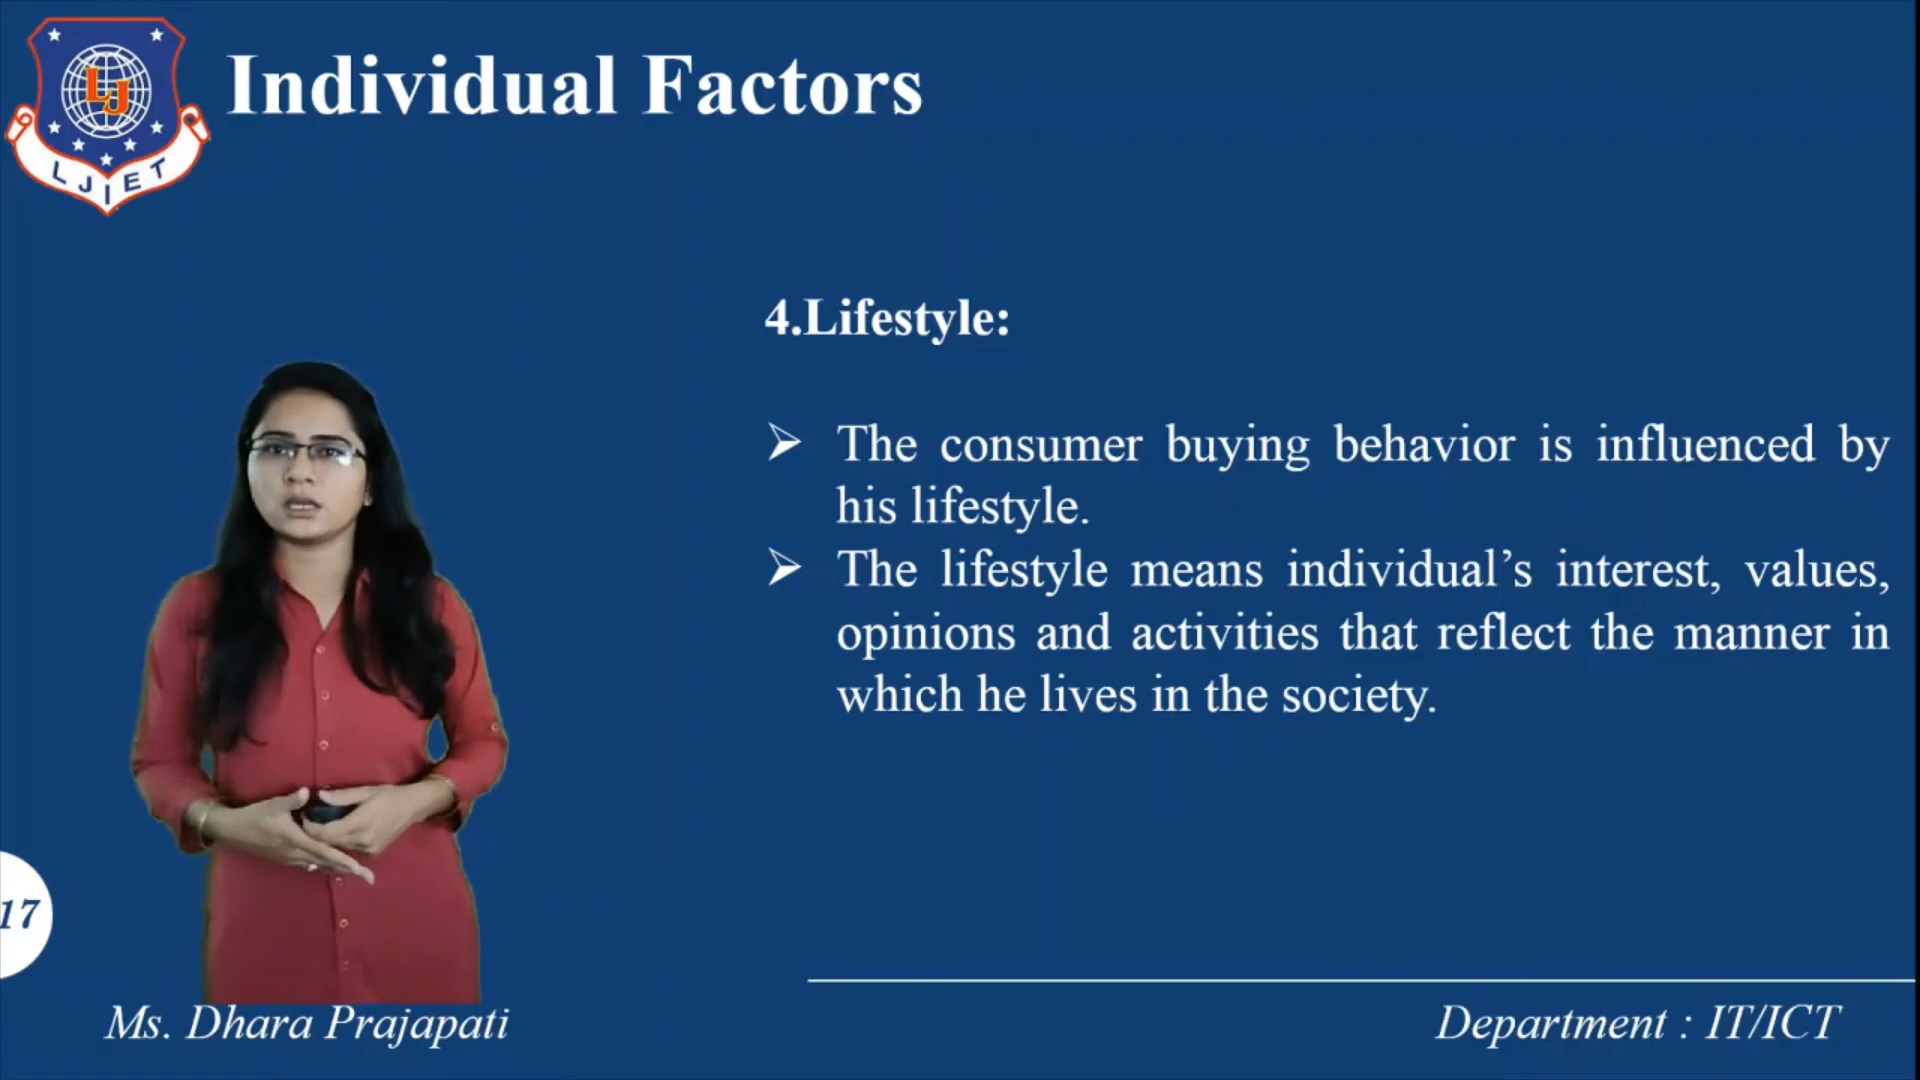 LJ
LJIET
Individual Factors
4.Lifestyle:
➢ The consumer buying behavior is influenced by
his lifestyle.
➢ The lifestyle means individual’s interest, values,
opinions and activities that reflect the manner in
which he lives in the society.
17
Ms. Dhara Prajapati
Department : IT/ICT